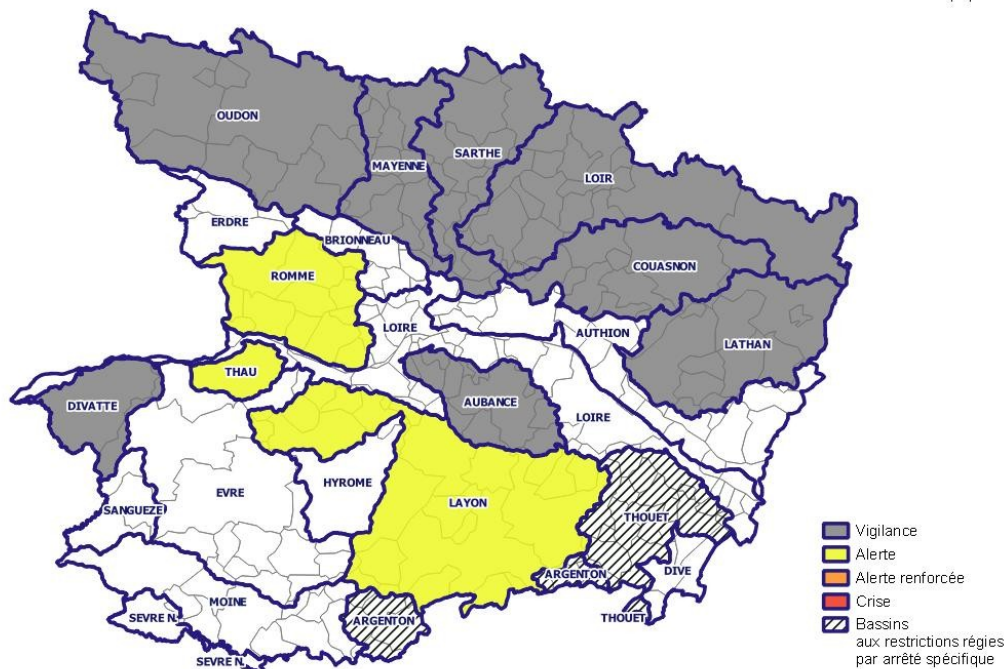 OUDON
SARTHE
MAYENNE
LOIR
ERDRE
BRIONNEAU
COUASNON
ROMME
LOIRE
AUTHION
LATHAN
THAU
DIVATTE
AUBANCE
LOIRE
EVRE
HYROME
LAYON
SANGUEZE
THOUET
ARGENTON
DIVE
MOINE
SEVRE N.
ARGENTON
THOUET
SEVRE N.
Vigilance
Alerte
Alerte renforcée
Crise
Bassins
aux restrictions régies
par arrêté spécifique